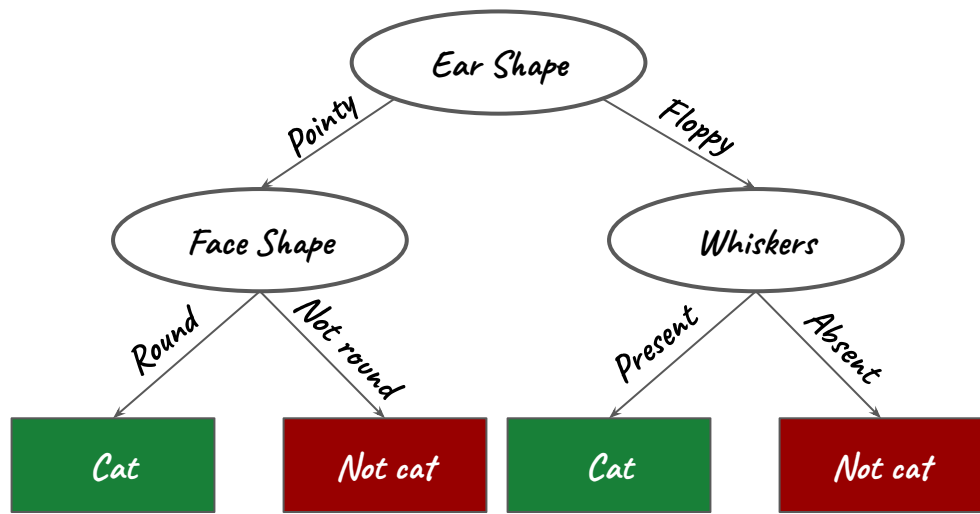 Ear Shape
Pointy
Floppy
Face Shape
Whiskers
Round
Not round
Present
Absent
Cat
Not cat
Cat
Not cat